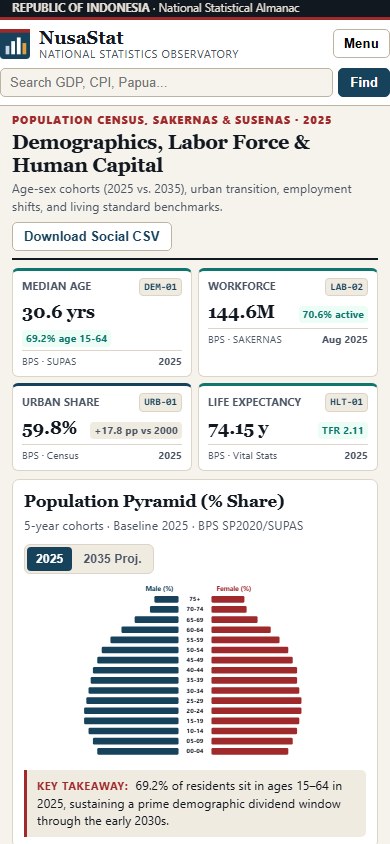 REPUBLIC OF INDONESIA · National Statistical Almanac
NusaStat
NATIONAL STATISTICS OBSERVATORY
Menu
Search GDP, CPI, Papua...
Find
POPULATION CENSUS, SAKERNAS & SUSENAS · 2025
Demographics, Labor Force &
Human Capital
Age-sex cohorts (2025 vs. 2035), urban transition, employment
shifts, and living standard benchmarks.
Download Social CSV
MEDIAN AGE DEM-01
30.6 yrs
69.2% age 15-64
BPS · SUPAS 2025
WORKFORCE LAB-02
144.6M 70.6% active
BPS · SAKERNAS Aug 2025
URBAN SHARE URB-01
59.8% +17.8 pp vs 2000
BPS · Census 2025
LIFE EXPECTANCY HLT-01
74.15 y TFR 2.11
BPS · Vital Stats 2025
Population Pyramid (% Share)
5-year cohorts · Baseline 2025 · BPS SP2020/SUPAS
2025 2035 Proj.
Male (%) Female (%)
75+
70-74
65-69
60-64
55-59
50-54
45-49
40-44
35-39
30-34
25-29
20-24
15-19
10-14
05-09
00-04
KEY TAKEAWAY: 69.2% of residents sit in ages 15–64 in
2025, sustaining a prime demographic dividend window
through the early 2030s.